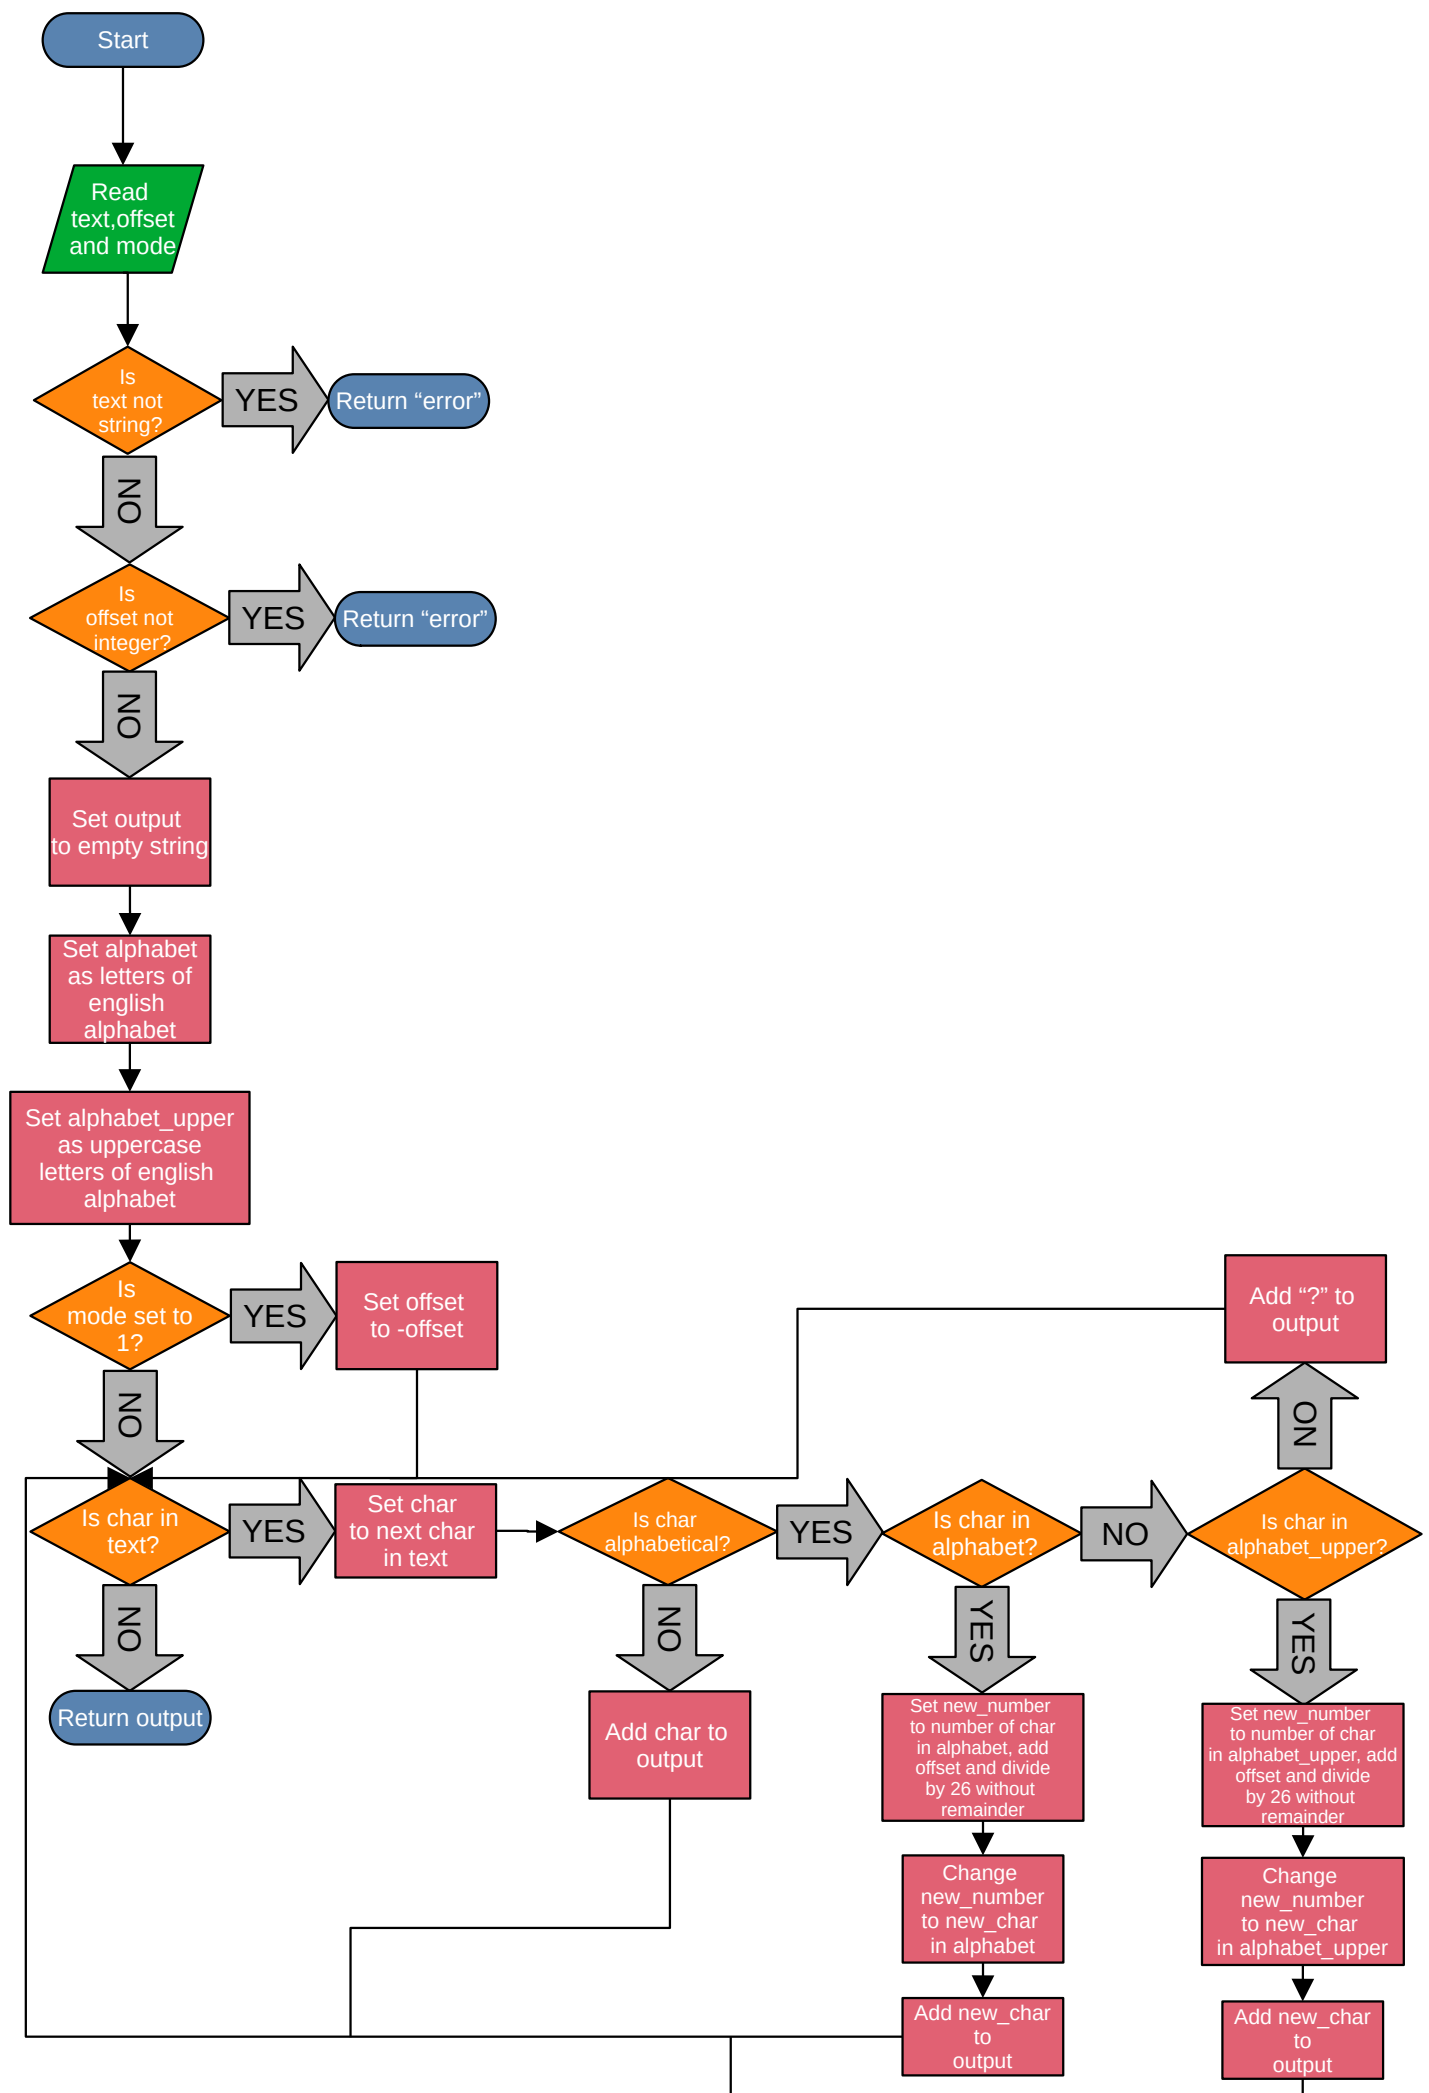 Start
Read
text,offset
and mode
Is
text not
string?
YES
Return “error”
NO
Is
offset not
integer?
YES
Return “error”
NO
Set output
to empty string
Set alphabet
as letters of
english
alphabet
Set alphabet_upper
as uppercase
letters of english
alphabet
Is
mode set to
1?
YES
Set offset
to -offset
NO
Is char in
text?
YES
Set char
to next char
in text
Is char
alphabetical?
YES
Is char in
alphabet?
NO
Is char in
alphabet_upper?
NO
Add “?” to
output
NO
Return output
NO
Add char to
output
YES
Set new_number
to number of char
in alphabet, add
offset and divide
by 26 without
remainder
Change
new_number
to new_char
in alphabet
Add new_char
to
output
YES
Set new_number
to number of char
in alphabet_upper, add
offset and divide
by 26 without
remainder
Change
new_number
to new_char
in alphabet_upper
Add new_char
to
output